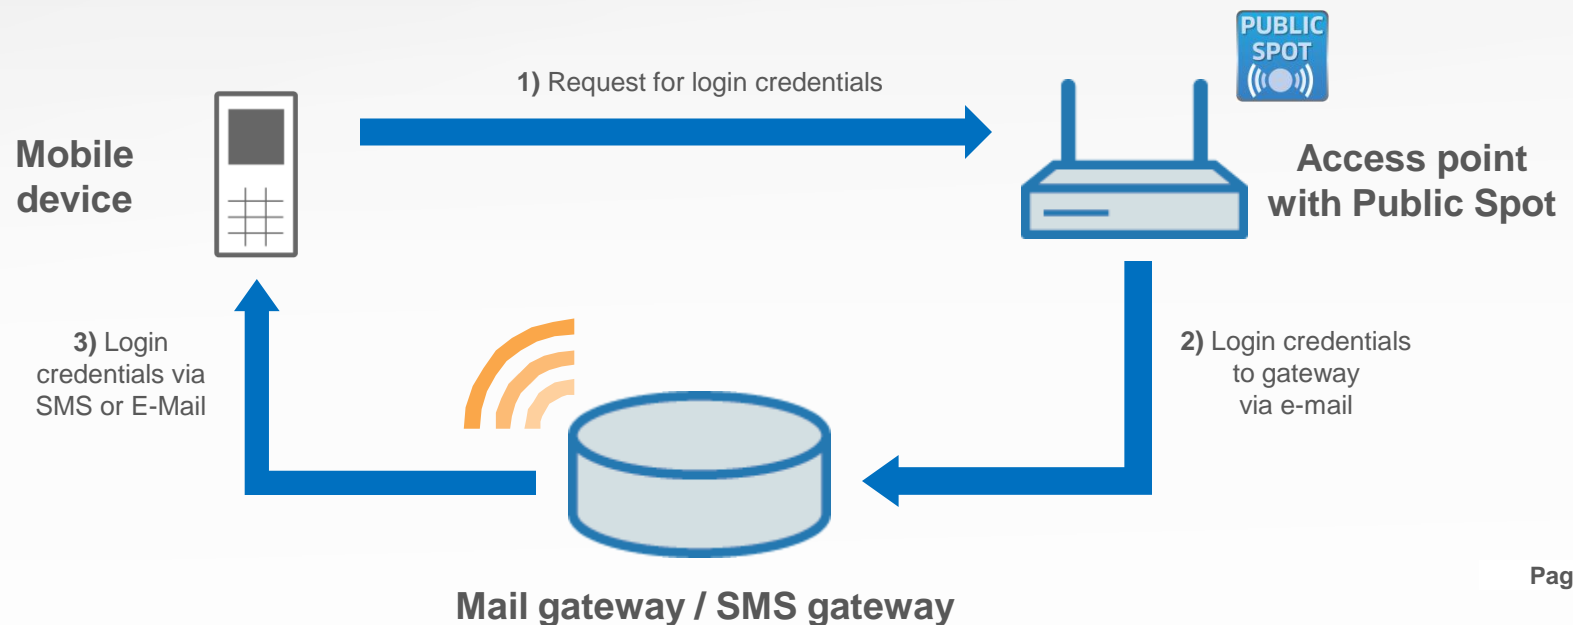 PUBLIC
SPOT
1) Request for login credentials
Mobile
device
Access point
with Public Spot
3) Login
credentials via
SMS or E-Mail
2) Login credentials
to gateway
via e-mail
Mail gateway / SMS gateway
Pag